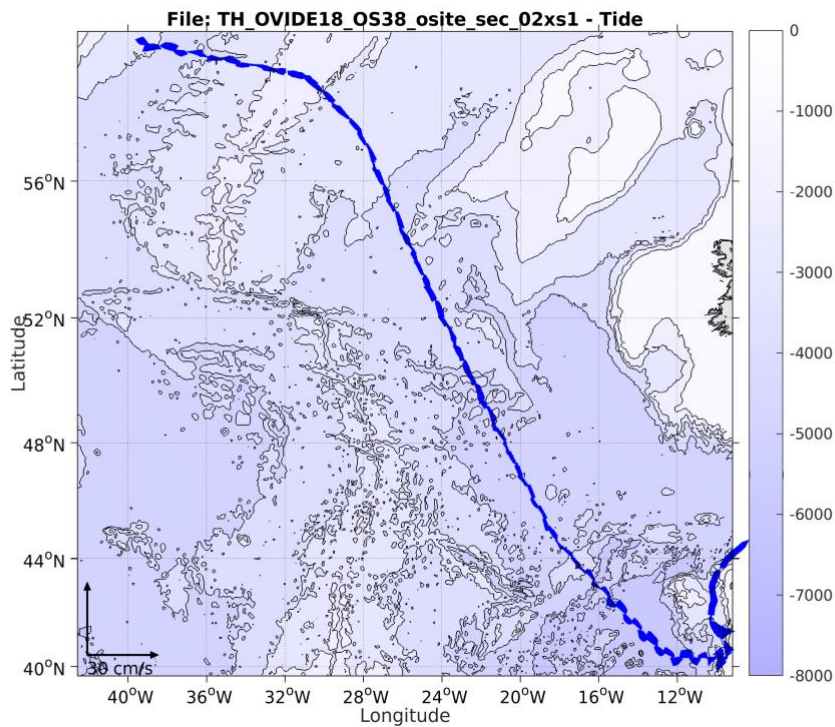 File: TH_OVIDE18_OS38_osite_sec_02xs1 - Tide
56°N
52°N
48°N
44°N
40°N
Latitude
30 cm/s
40°W 36°W 32°W 28°W 24°W 20°W 16°W 12°W
Longitude
0
-1000
-2000
-3000
-4000
-5000
-6000
-7000
-8000